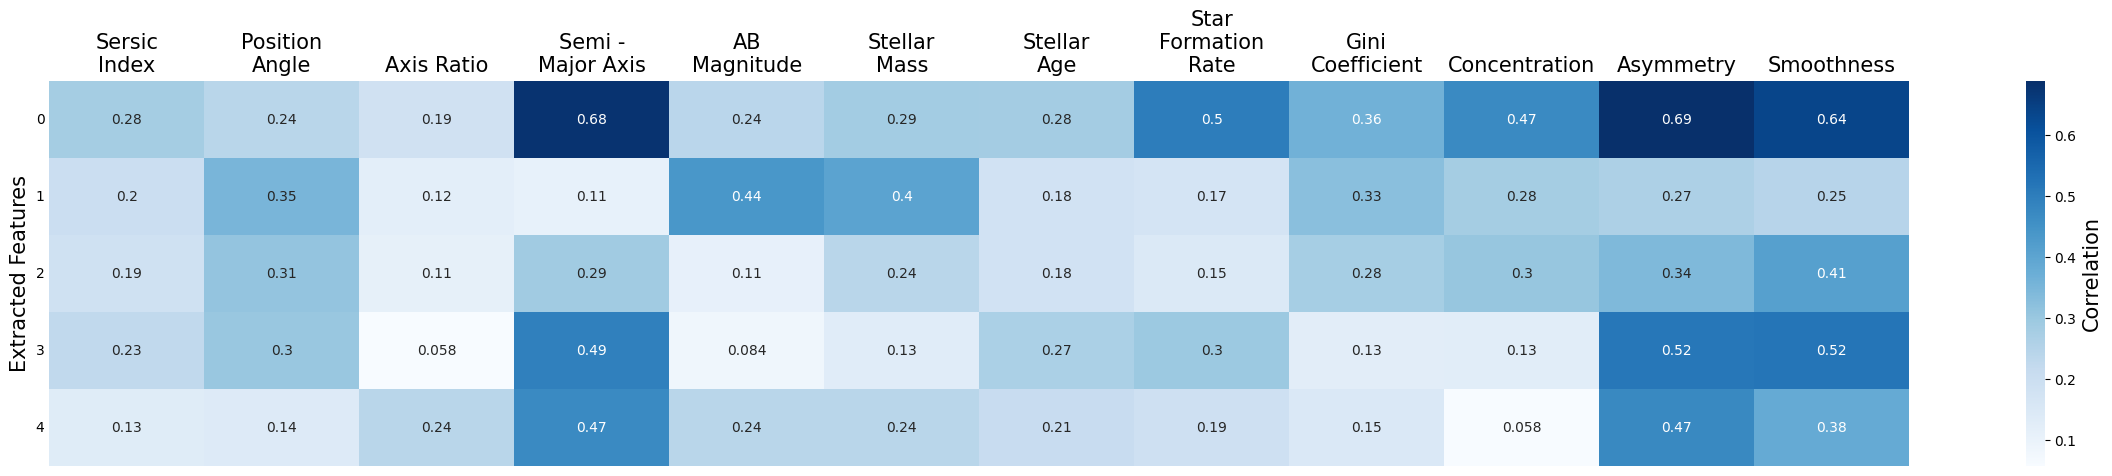 Star
Sersic Position Semi - AB Stellar Stellar Formation Gini
Index Angle Axis Ratio Major Axis Magnitude Mass Age Rate Coefficient Concentration Asymmetry Smoothness
0 0.28 0.24 0.19 0.68 0.24 0.29 0.28 0.5 0.36 0.47 0.69 0.64
1 0.2 0.35 0.12 0.11 0.44 0.4 0.18 0.17 0.33 0.28 0.27 0.25
2 0.19 0.31 0.11 0.29 0.11 0.24 0.18 0.15 0.28 0.3 0.34 0.41
3 0.23 0.3 0.058 0.49 0.084 0.13 0.27 0.3 0.13 0.13 0.52 0.52
4 0.13 0.14 0.24 0.47 0.24 0.24 0.21 0.19 0.15 0.058 0.47 0.38
Extracted Features
0.6
0.5
0.4
0.3
0.2
0.1
Correlation